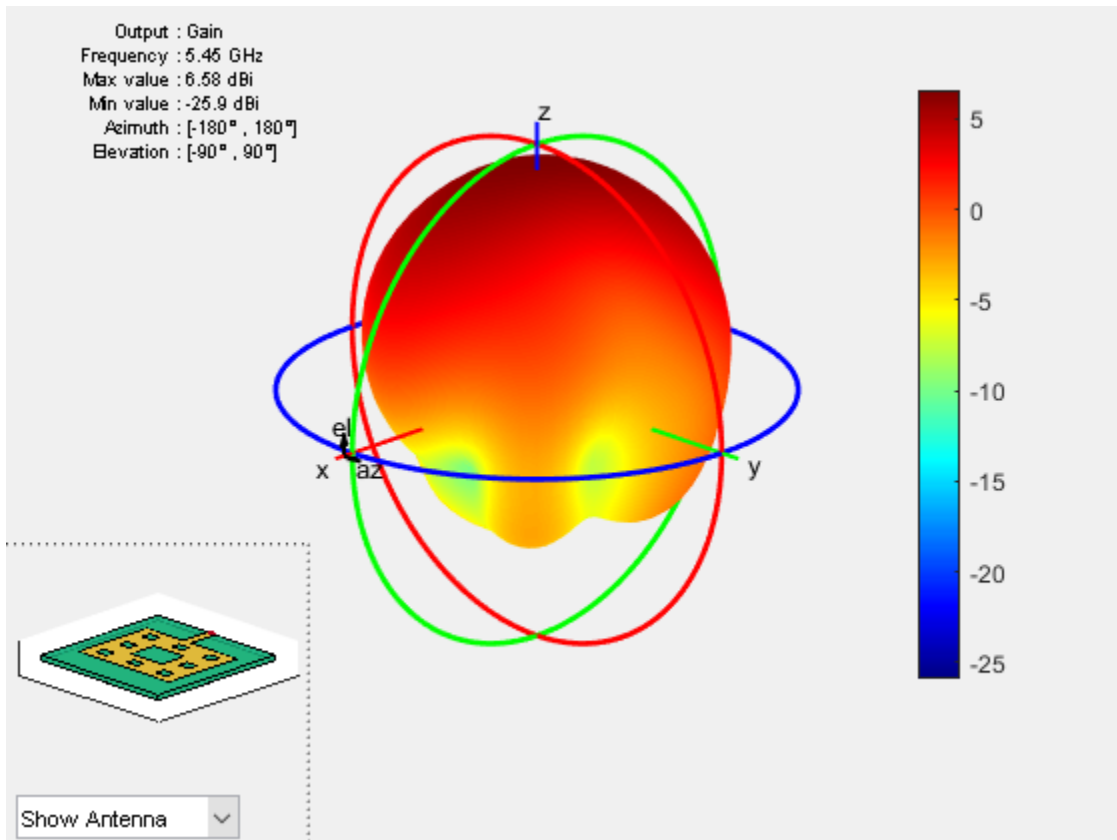 Output : Gain
Frequency : 5.45 GHz
Max value : 6.58 dBi
Min value : -25.9 dBi
Azimuth : [-180° , 180°]
Elevation : [-90° , 90°]
z
5
0
-5
-10
-15
-20
-25
el
x
az
y
Show Antenna